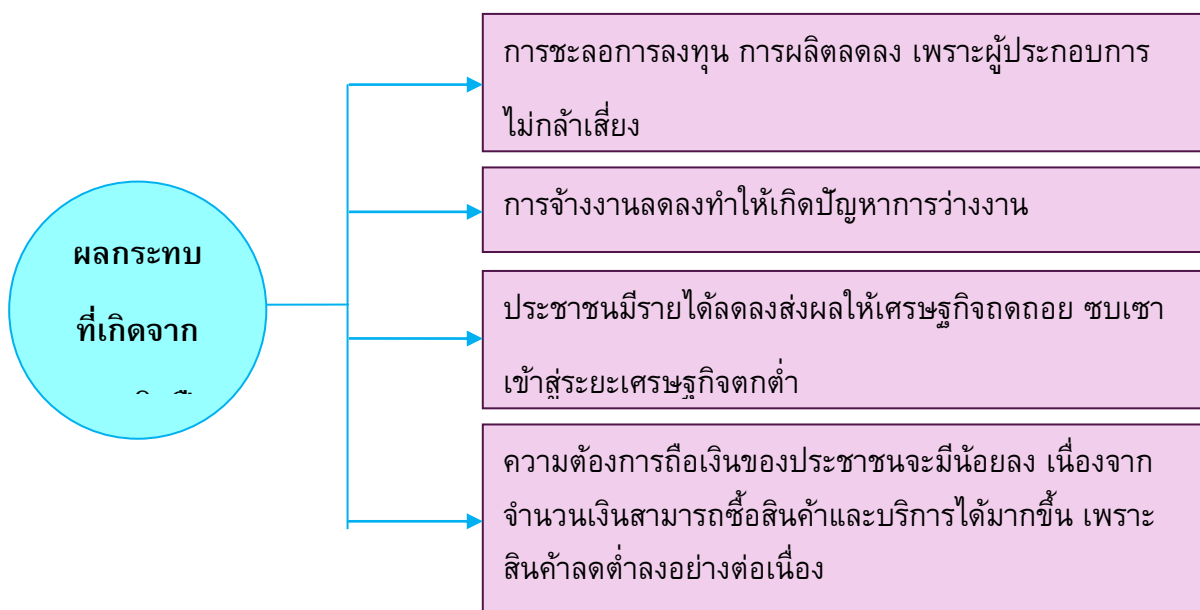 ผลกระทบ
ที่เกิดจาก
การชะลอการลงทุน การผลิตลดลง เพราะผู้ประกอบการ
ไม่กล้าเสี่ยง
การจ้างงานลดลงทำให้เกิดปัญหาการว่างงาน
ประชาชนมีรายได้ลดลงส่งผลให้เศรษฐกิจถดถอย ซบเซา
เข้าสู่ระยะเศรษฐกิจตกต่ำ
ความต้องการถือเงินของประชาชนจะมีน้อยลง เนื่องจาก
จำนวนเงินสามารถซื้อสินค้าและบริการได้มากขึ้น เพราะ
สินค้าลดต่ำลงอย่างต่อเนื่อง